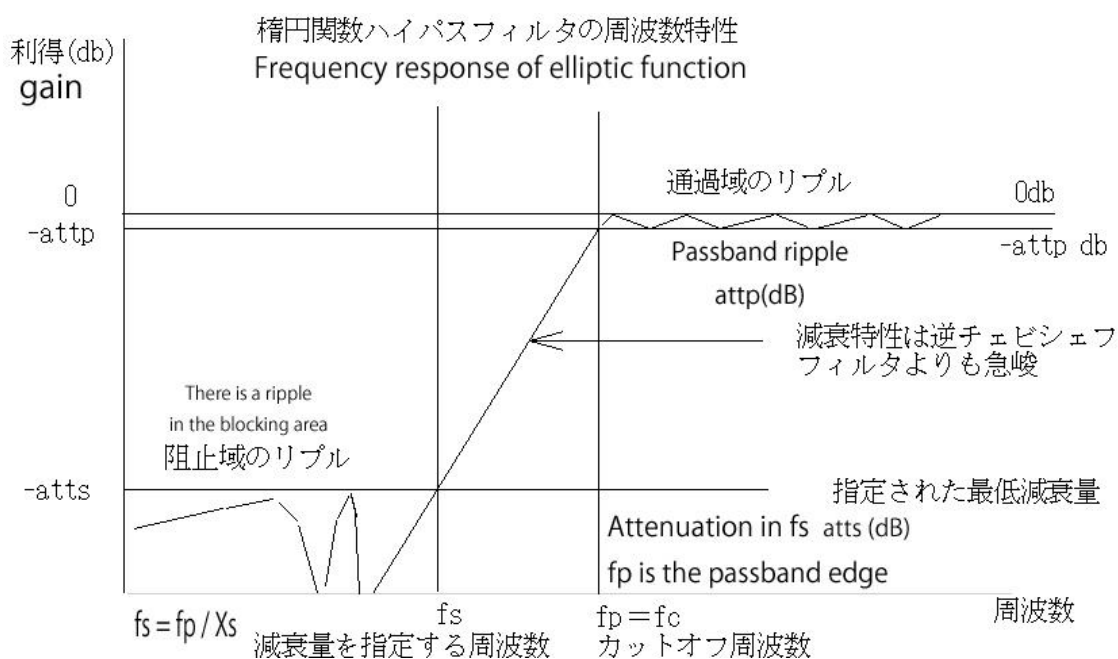 楕円関数ハイパスフィルタの周波数特性
利得(db)
Frequency response of elliptic function
gain
通過域のリプル
0
0db
-attp
-attp db
Passband ripple
attp(dB)
減衰特性は逆チェビシェフ
フィルタよりも急峻
There is a ripple
in the blocking area
阻止域のリプル
-atts
指定された最低減衰量
Attenuation in fs atts (dB)
fp is the passband edge
fs = fp / Xs
fs
fp=fc
周波数
減衰量を指定する周波数
カットオフ周波数